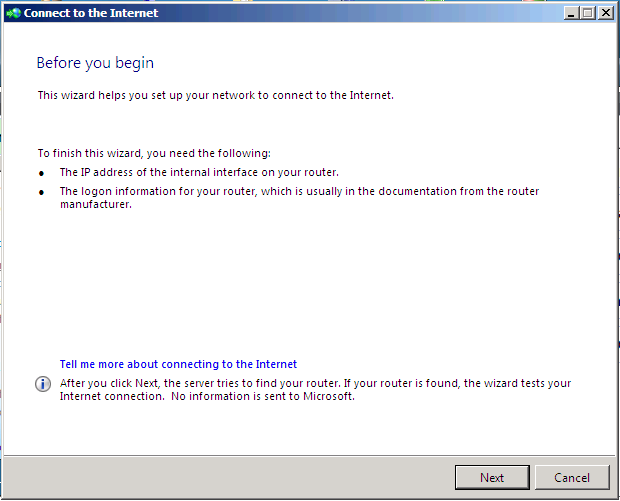 Connect to the Internet
Before you begin
This wizard helps you set up your network to connect to the Internet.
To finish this wizard, you need the following:
• The IP address of the internal interface on your router.
• The logon information for your router, which is usually in the documentation from the router
manufacturer.
Tell me more about connecting to the Internet
After you click Next, the server tries to find your router. If your router is found, the wizard tests your
Internet connection.  No information is sent to Microsoft.
Next
Cancel